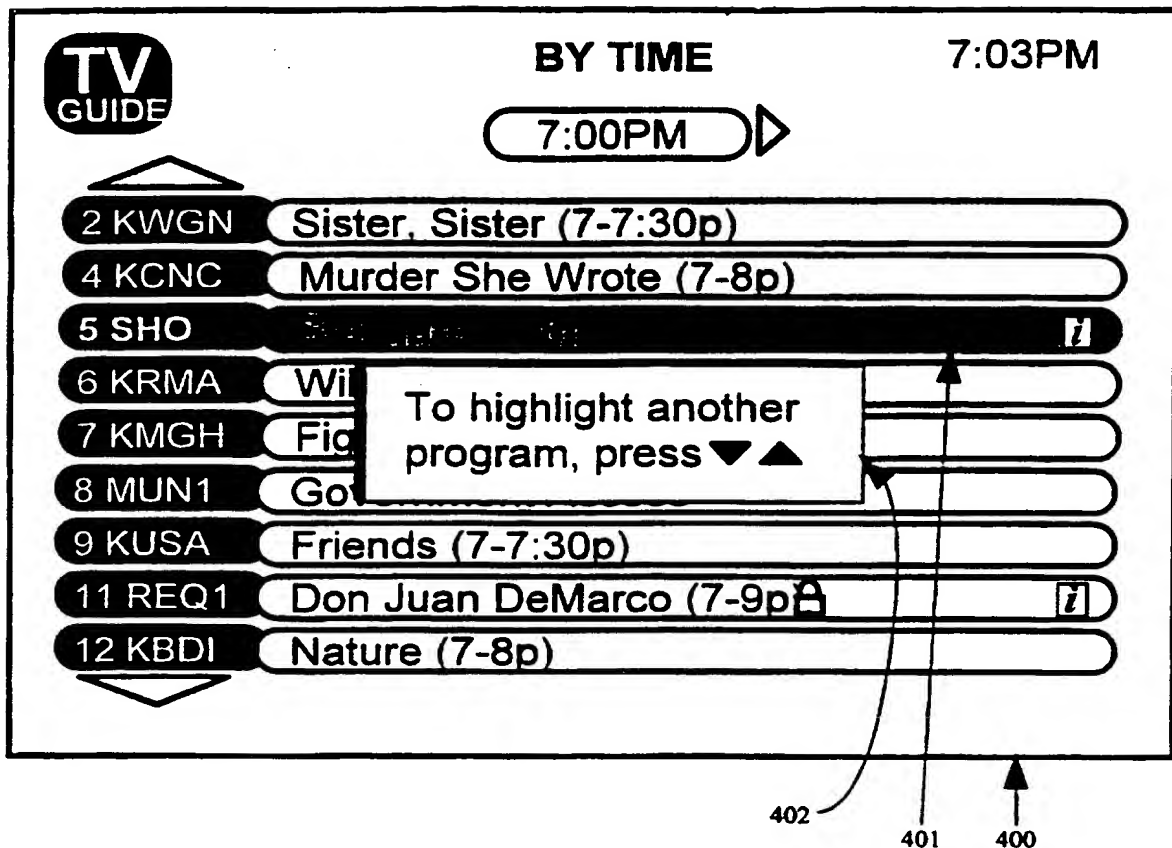 TV
GUIDE
BY TIME
7:03PM
7:00PM
2 KWGN Sister, Sister (7-7:30p)
4 KCNC Murder She Wrote (7-8p)
5 SHO i
6 KRMA Wil
7 KMGH Fig
To highlight another
program, press ▼▲
8 MUN1
9 KUSA Friends (7-7:30p)
11 REQ1 Don Juan DeMarco (7-9p i
12 KBDI Nature (7-8p)
402
401
400